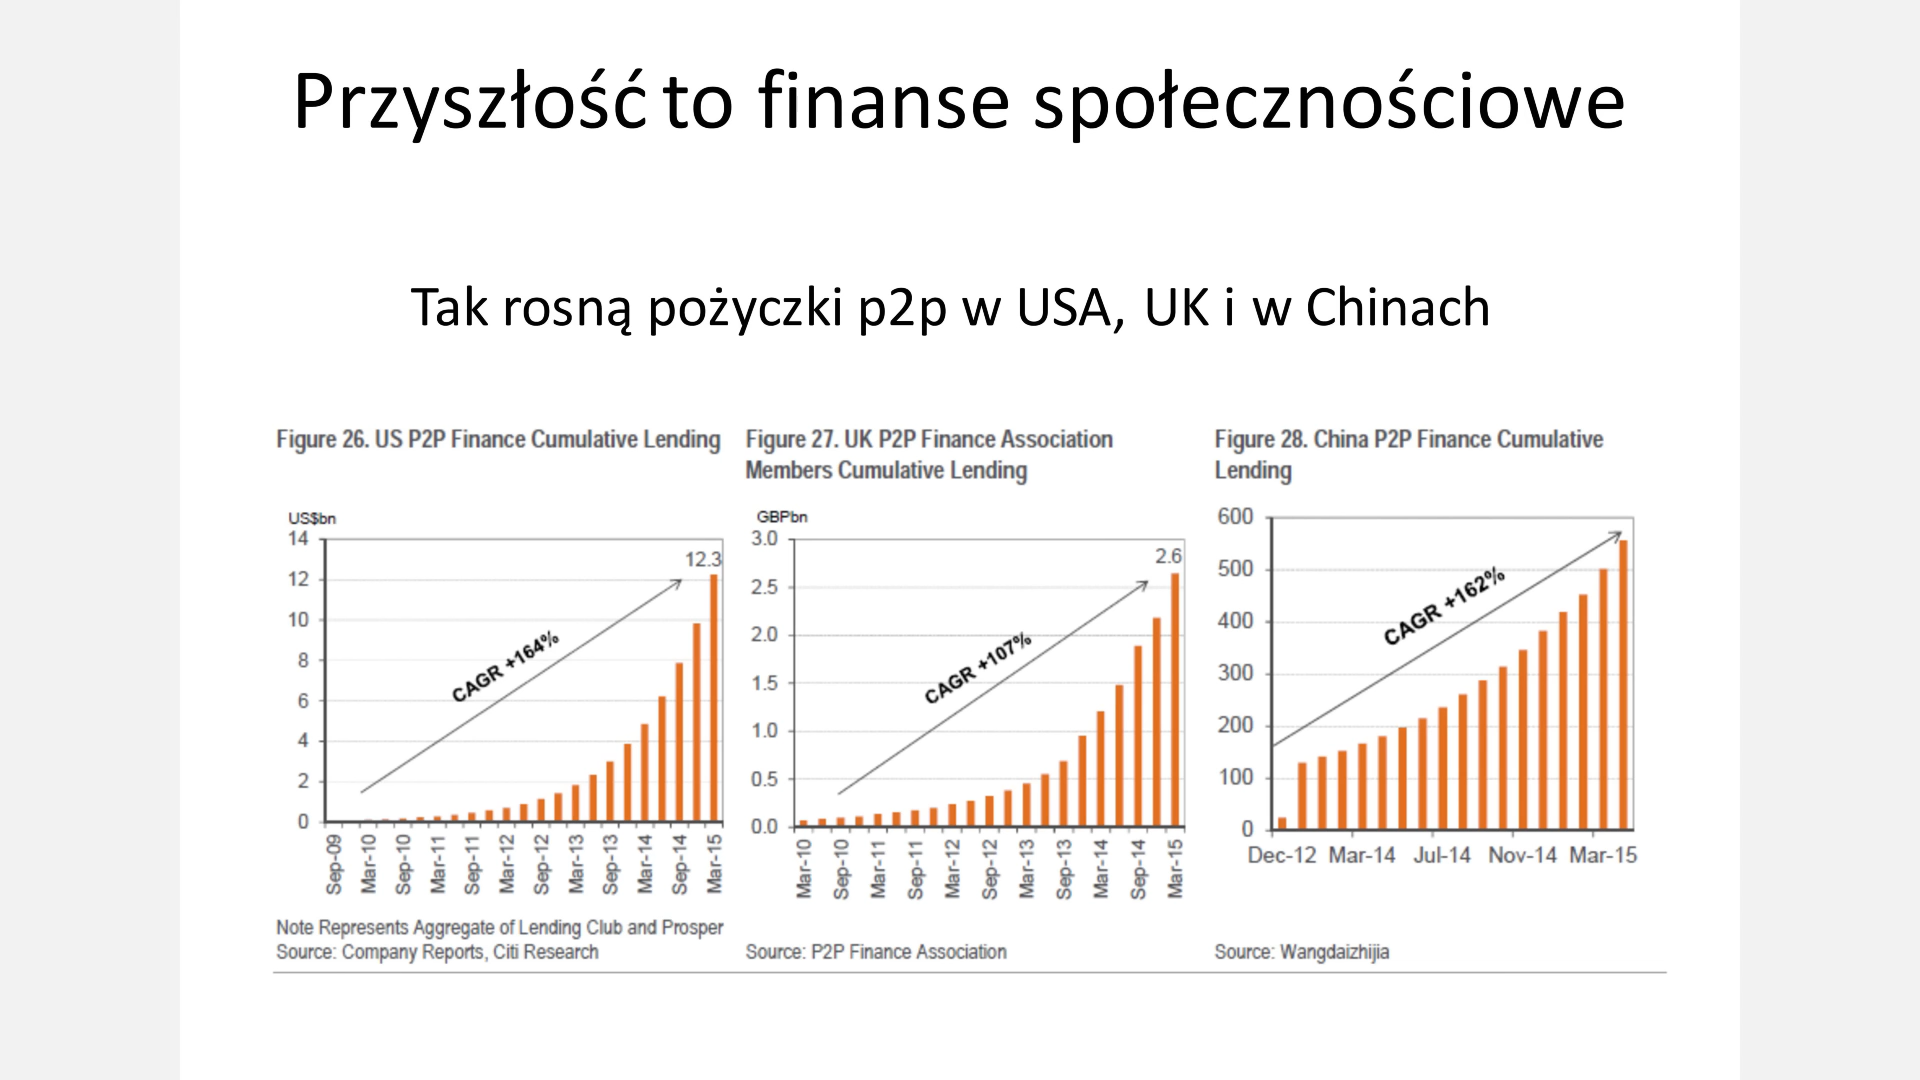 Przyszłość to finanse społecznościowe
Tak rosną pożyczki p2p w USA, UK i w Chinach
Figure 26. US P2P Finance Cumulative Lending
US$bn
14
12
10
8
6
4
2
0
12.3
CAGR +164%
Sep-09
Mar-10
Sep-10
Mar-11
Sep-11
Mar-12
Sep-12
Mar-13
Sep-13
Mar-14
Sep-14
Mar-15
Note Represents Aggregate of Lending Club and Prosper
Source: Company Reports, Citi Research
Figure 27. UK P2P Finance Association
Members Cumulative Lending
GBPbn
3.0
2.5
2.0
1.5
1.0
0.5
0.0
2.6
CAGR +107%
Mar-10
Sep-10
Mar-11
Sep-11
Mar-12
Sep-12
Mar-13
Sep-13
Mar-14
Sep-14
Mar-15
Source: P2P Finance Association
Figure 28. China P2P Finance Cumulative
Lending
600
500
400
300
200
100
0
CAGR +162%
Dec-12 Mar-14 Jul-14 Nov-14 Mar-15
Source: Wangdaizhijia